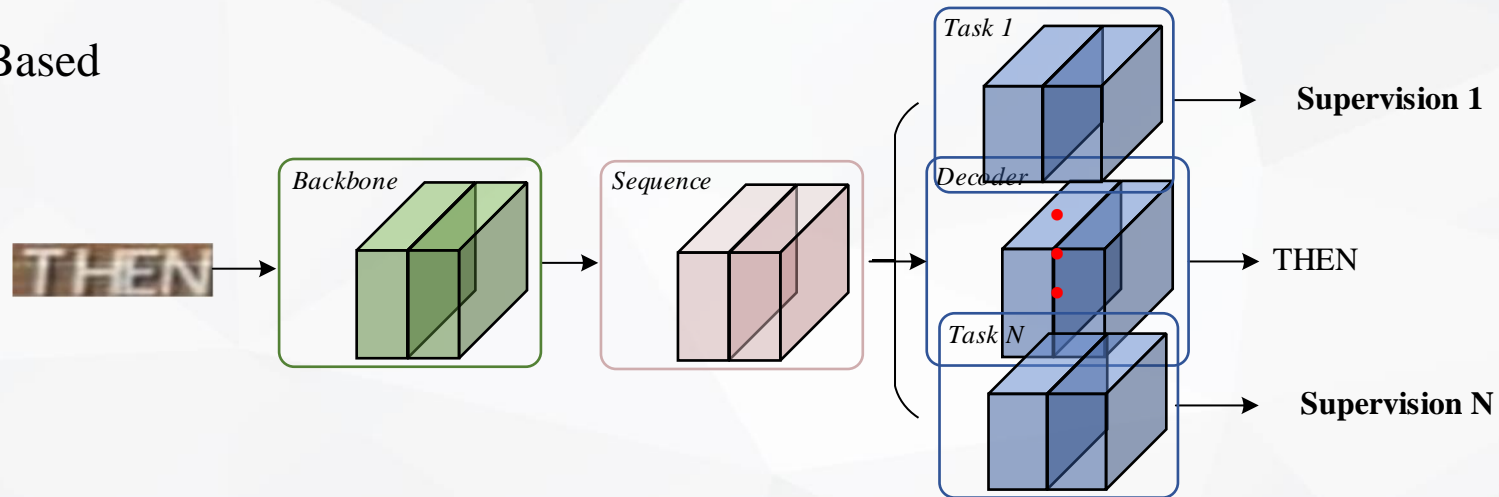 Based
Task 1
Supervision 1
Backbone
Sequence
Decoder
THEN
THEN
Task N
Supervision N